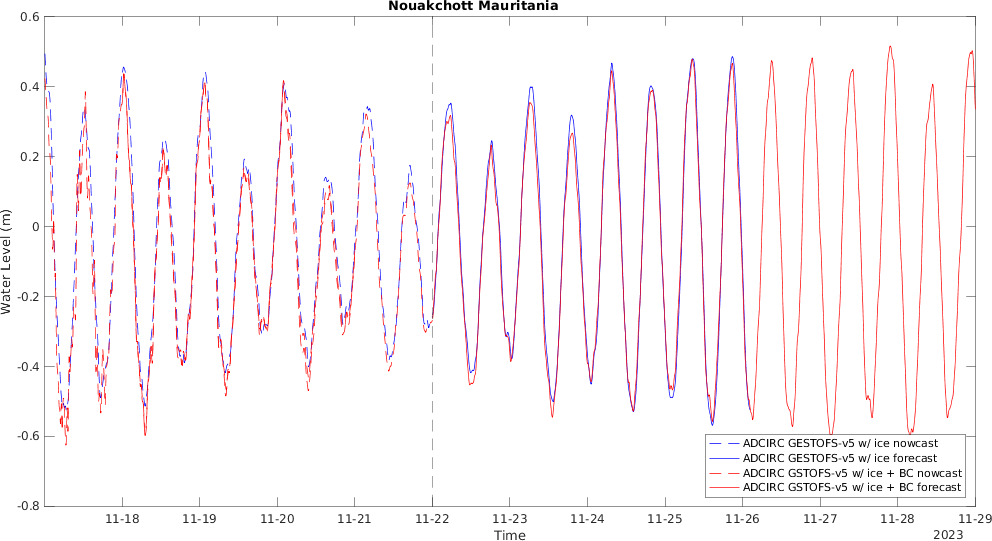 Nouakchott Mauritania
0.6
0.4
0.2
0
-0.2
-0.4
-0.6
-0.8
Water Level (m)
ADCIRC GESTOFS-v5 w/ ice nowcast
ADCIRC GESTOFS-v5 w/ ice forecast
ADCIRC GSTOFS-v5 w/ ice + BC nowcast
ADCIRC GSTOFS-v5 w/ ice + BC forecast
11-18 11-19 11-20 11-21 11-22 11-23 11-24 11-25 11-26 11-27 11-28 11-29
Time
2023